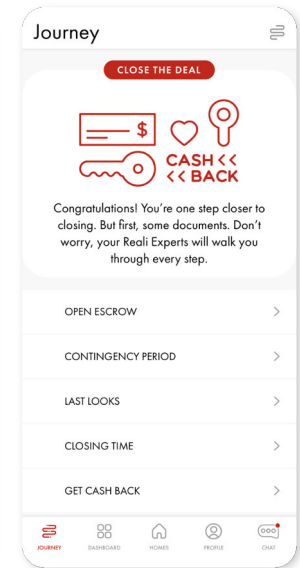 Journey
CLOSE THE DEAL
$
CASH <<
<< BACK
Congratulations! You're one step closer to
closing. But first, some documents. Don't
worry, your Reali Experts will walk you
through every step.
OPEN ESCROW
CONTINGENCY PERIOD
LAST LOOKS
CLOSING TIME
GET CASH BACK
JOURNEY DASHBOARD HOMES PROFILE CHAT